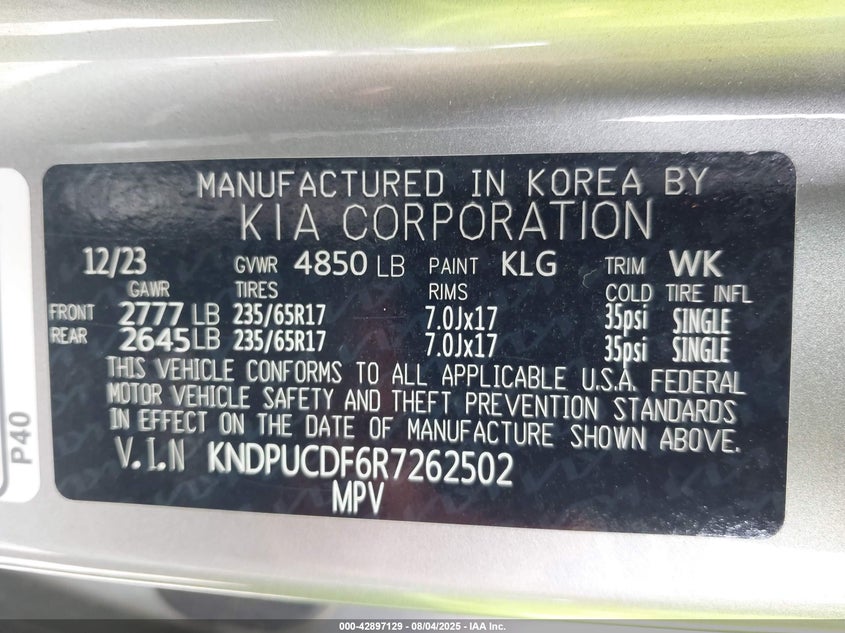 MANUFACTURED IN KOREA BY
KIA CORPORATION
12/23 GVWR 4850 LB PAINT KLG TRIM WK
GAWR TIRES RIMS COLD TIRE INFL
FRONT 2777 LB 235/65R17 7.0Jx17 35psi SINGLE
REAR 2645 LB 235/65R17 7.0Jx17 35psi SINGLE
THIS VEHICLE CONFORMS TO ALL APPLICABLE U.S.A. FEDERAL
MOTOR VEHICLE SAFETY AND THEFT PREVENTION STANDARDS
IN EFFECT ON THE DATE OF MANUFACTURE SHOWN ABOVE.
V.I.N KNDPUCDF6R7262502
MPV
P40
000-42897129 - 08/04/2025 - IAA Inc.